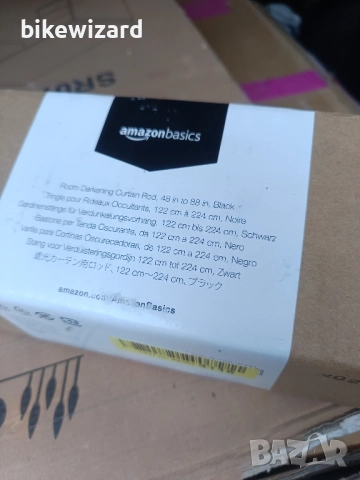 bikewizard
SRO
amazonbasics
Room Darkening Curtain Rod, 48 in to 88 in, Black
Tringle pour Rideaux Occultants, 122 cm à 224 cm, Noire
Gardinenstange für Verdunkelungsvorhang, 122 cm bis 224 cm, Schwarz
Bastone per Tenda Oscurante, da 122 cm a 224 cm, Nero
Varilla para Cortinas Oscurecedoras, de 122 cm a 224 cm, Negro
Stang voor Verduisteringsgordijn 122 cm tot 224 cm, Zwart
遮光カーテン用ロッド, 122 cm～224 cm, ブラック
amazon.com/AmazonBasics
BAZAR
bg